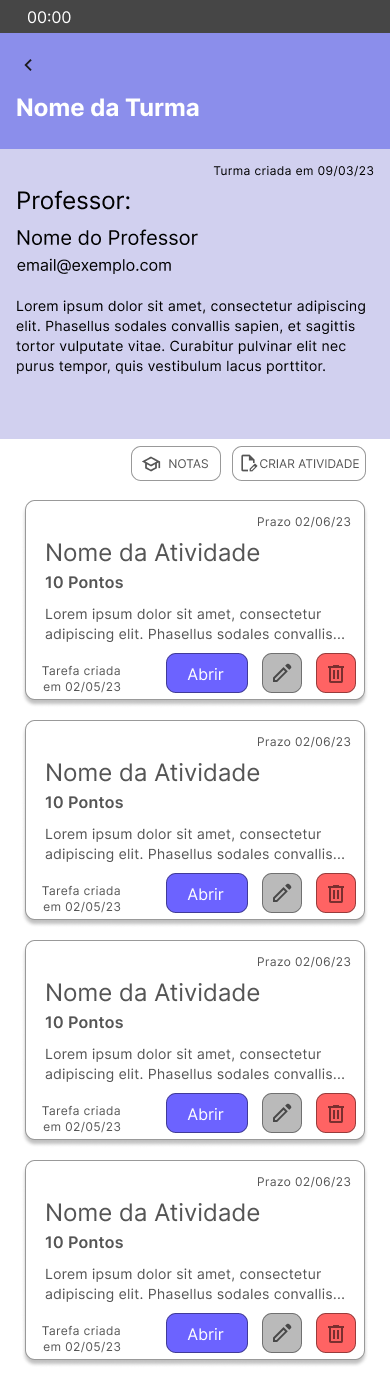 00:00
Nome da Turma
Turma criada em 09/03/23
Professor:
Nome do Professor
email@exemplo.com
Lorem ipsum dolor sit amet, consectetur adipiscing
elit. Phasellus sodales convallis sapien, et sagittis
tortor vulputate vitae. Curabitur pulvinar elit nec
purus tempor, quis vestibulum lacus porttitor.
NOTAS
CRIAR ATIVIDADE
Prazo 02/06/23
Nome da Atividade
10 Pontos
Lorem ipsum dolor sit amet, consectetur
adipiscing elit. Phasellus sodales convallis...
Tarefa criada
em 02/05/23
Abrir
Prazo 02/06/23
Nome da Atividade
10 Pontos
Lorem ipsum dolor sit amet, consectetur
adipiscing elit. Phasellus sodales convallis...
Tarefa criada
em 02/05/23
Abrir
Prazo 02/06/23
Nome da Atividade
10 Pontos
Lorem ipsum dolor sit amet, consectetur
adipiscing elit. Phasellus sodales convallis...
Tarefa criada
em 02/05/23
Abrir
Prazo 02/06/23
Nome da Atividade
10 Pontos
Lorem ipsum dolor sit amet, consectetur
adipiscing elit. Phasellus sodales convallis...
Tarefa criada
em 02/05/23
Abrir